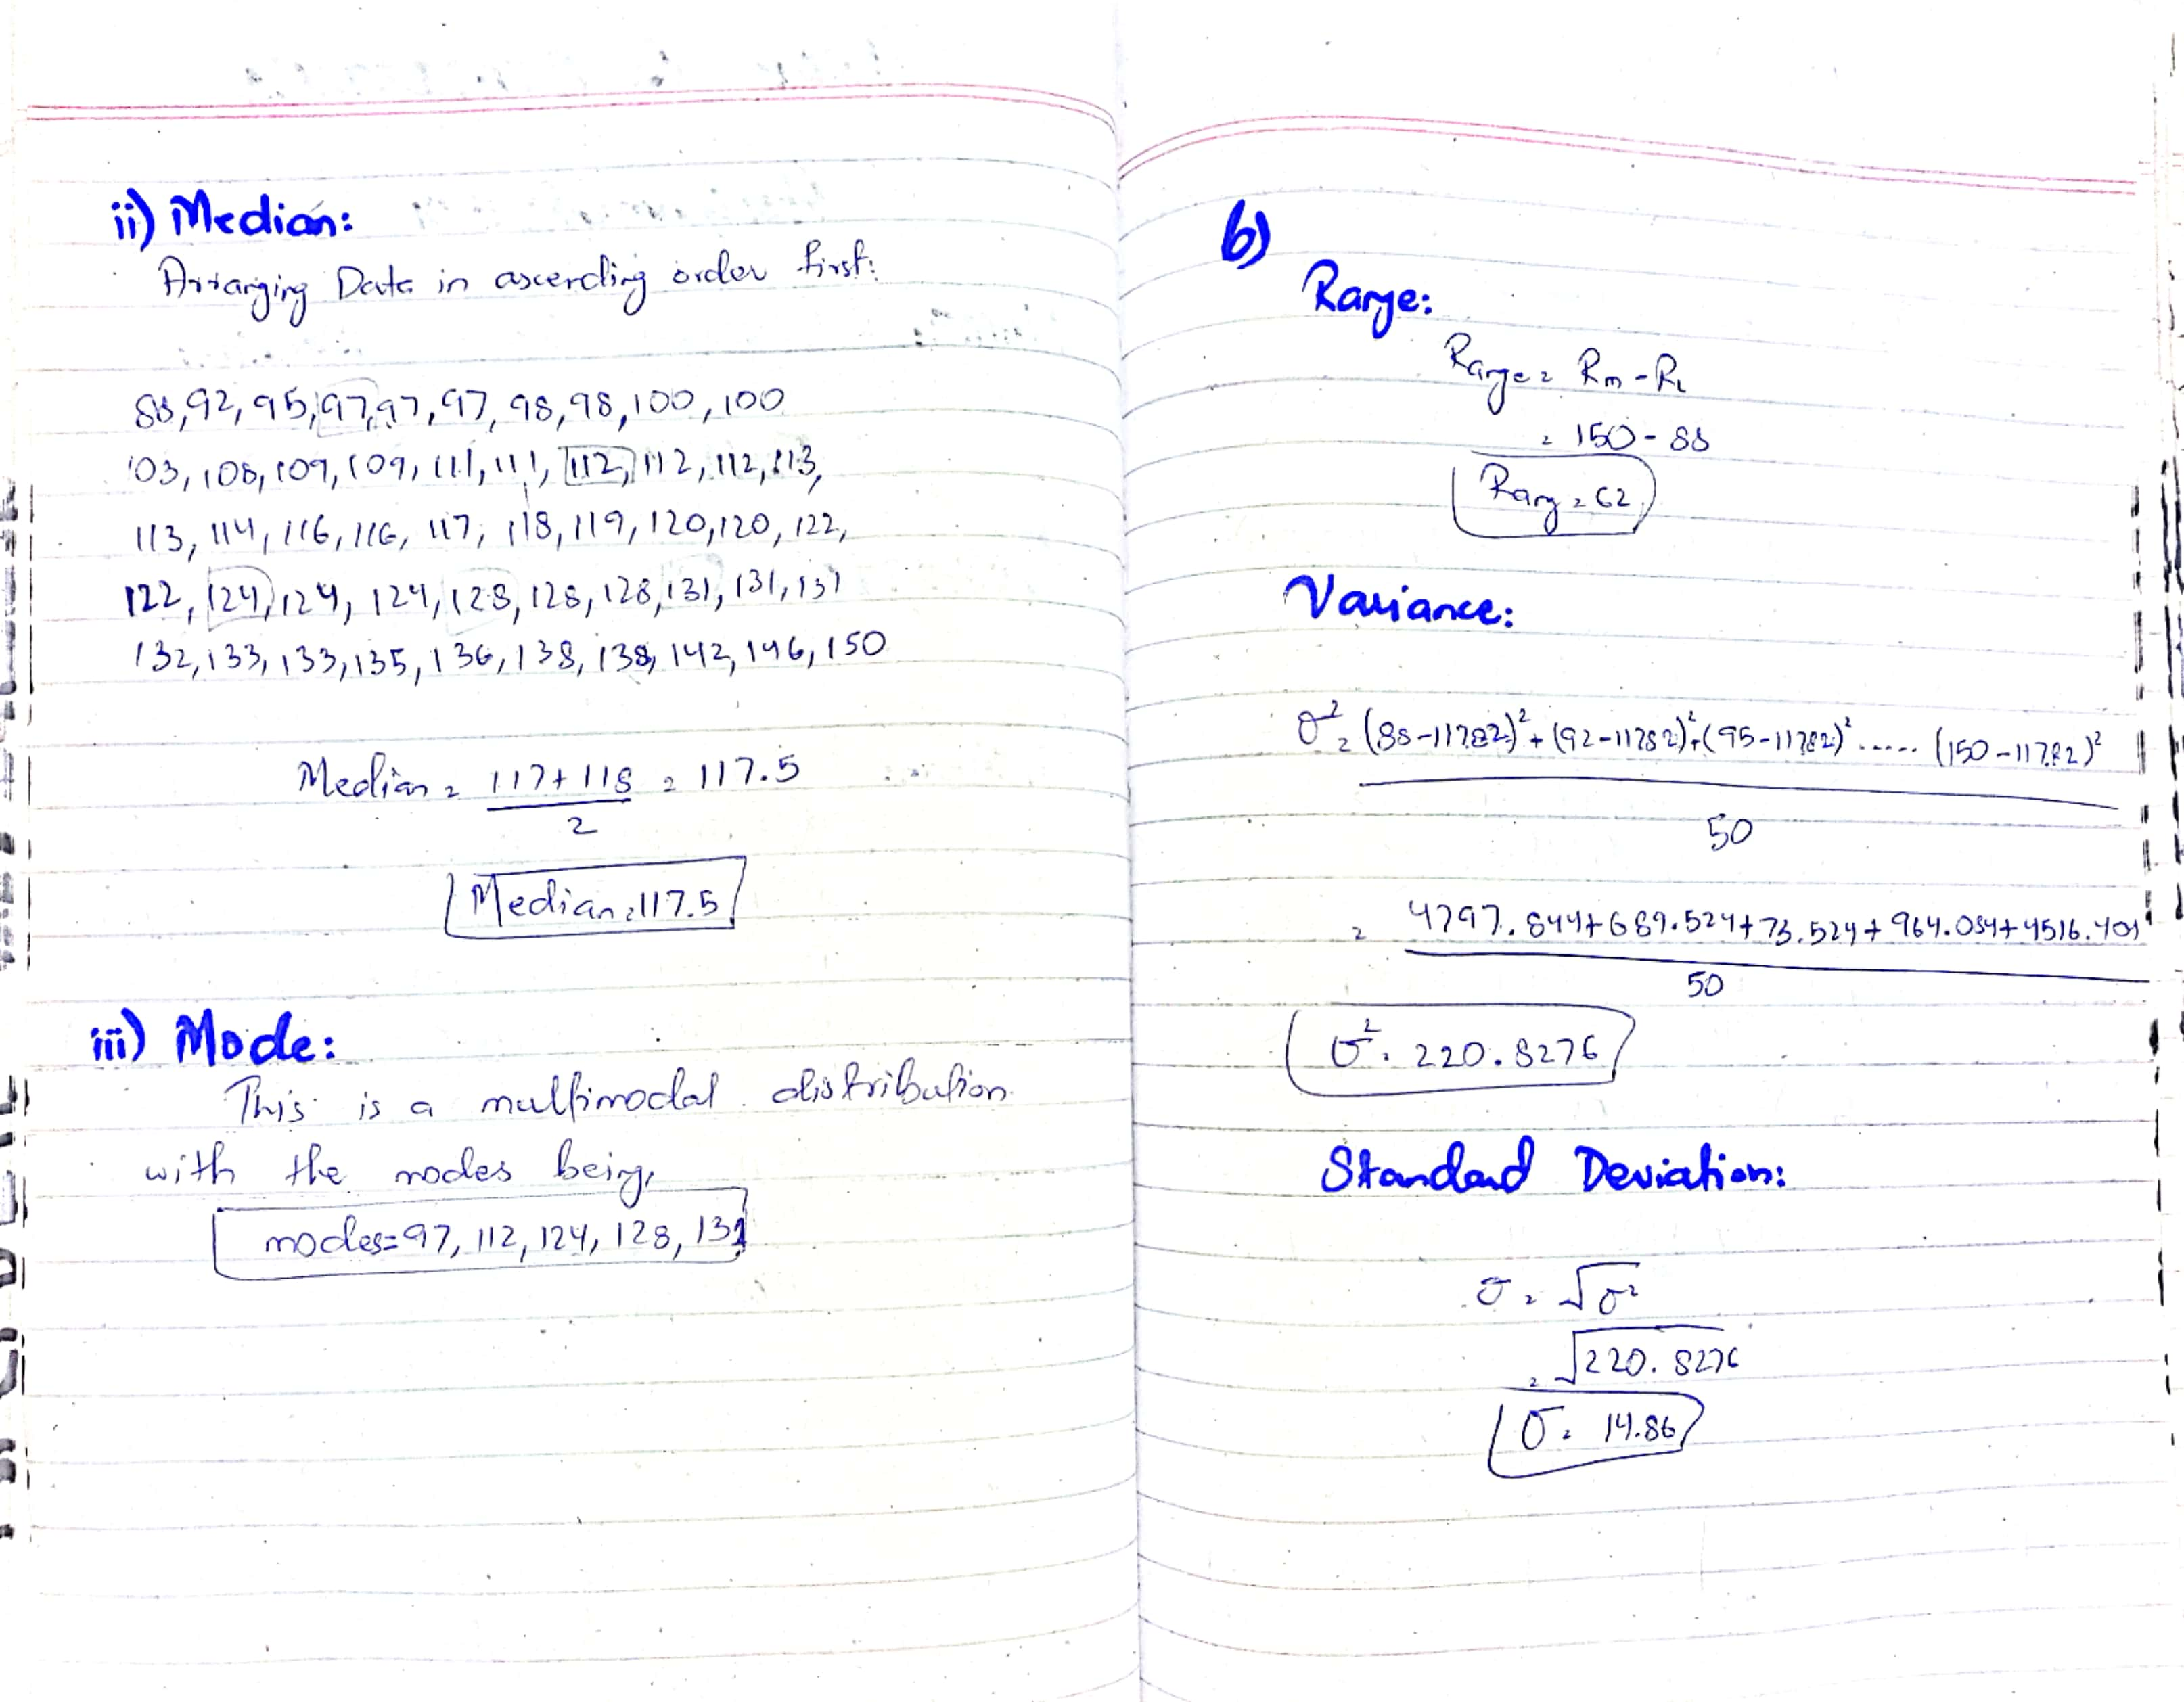 ii) Median:
Arranging Data in ascending order first:
88, 92, 95, 97, 97, 97, 98, 98, 100, 100
103, 108, 109, 109, 111, 111, 112, 112, 112, 113,
113, 114, 116, 116, 117, 118, 119, 120, 120, 122,
122, 124, 124, 124, 128, 128, 128, 131, 131, 131
132, 133, 133, 135, 136, 138, 138, 142, 146, 150
Median = 117+118 = 117.5
2
Median = 117.5
iii) Mode:
This is a multimodal distribution
with the modes being,
modes = 97, 112, 124, 128, 131
b)
Range:
Range = Rm - RL
= 150 - 88
Rang = 62
Variance:
σ² = (88-117.82)² + (92-117.82)² + (95-117.82)² ..... (150-117.82)²
50
= 4797.844 + 689.524 + 73.524 + 964.084 + 4516.401
50
σ² = 220.8276
Standard Deviation:
σ = √σ²
= √220.8276
σ = 14.86